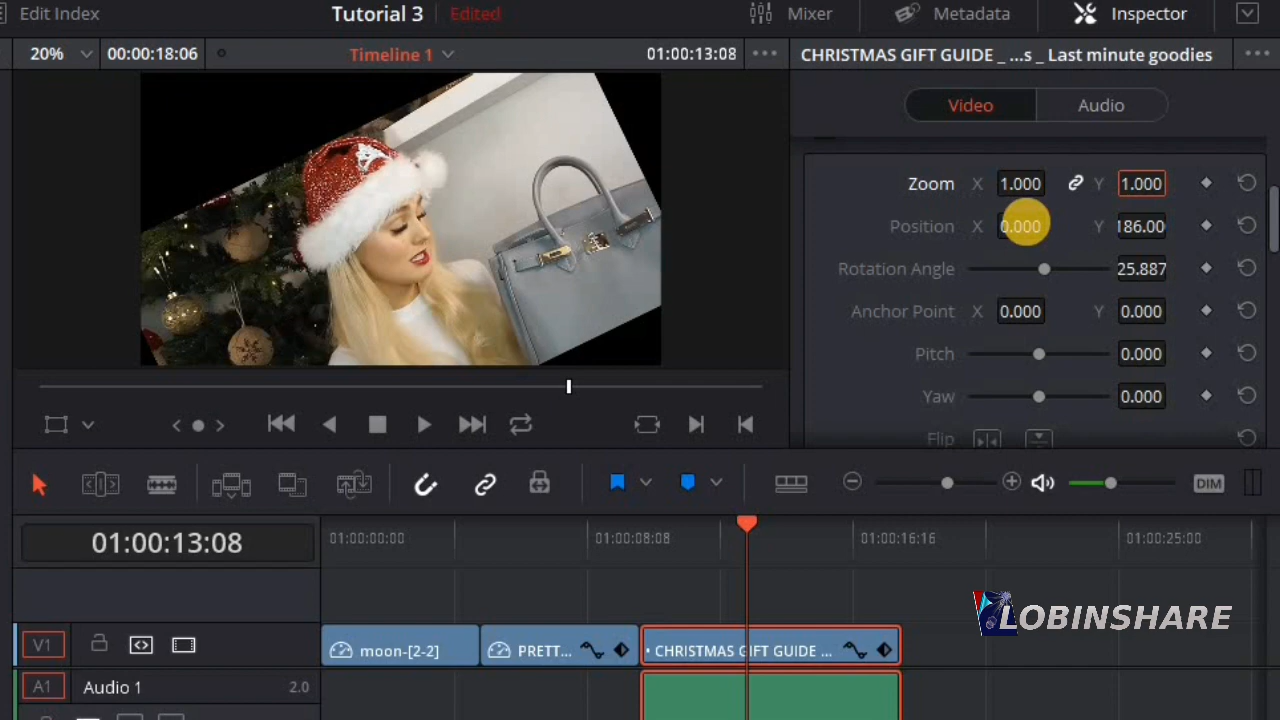 Edit Index
Tutorial 3
Edited
Mixer
Metadata
Inspector
20%
00:00:18:06
Timeline 1
01:00:13:08
CHRISTMAS GIFT GUIDE _ ...s _ Last minute goodies
Video
Audio
Zoom X 1.000 Y 1.000
Position X 0.000 Y 186.00
Rotation Angle 25.887
Anchor Point X 0.000 Y 0.000
Pitch 0.000
Yaw 0.000
Flip
DIM
01:00:13:08
01:00:00:00
01:00:08:08
01:00:16:16
01:00:25:00
LOBINSHARE
V1
moon-[2-2]
PRETT...
• CHRISTMAS GIFT GUIDE ...
A1
Audio 1
2.0